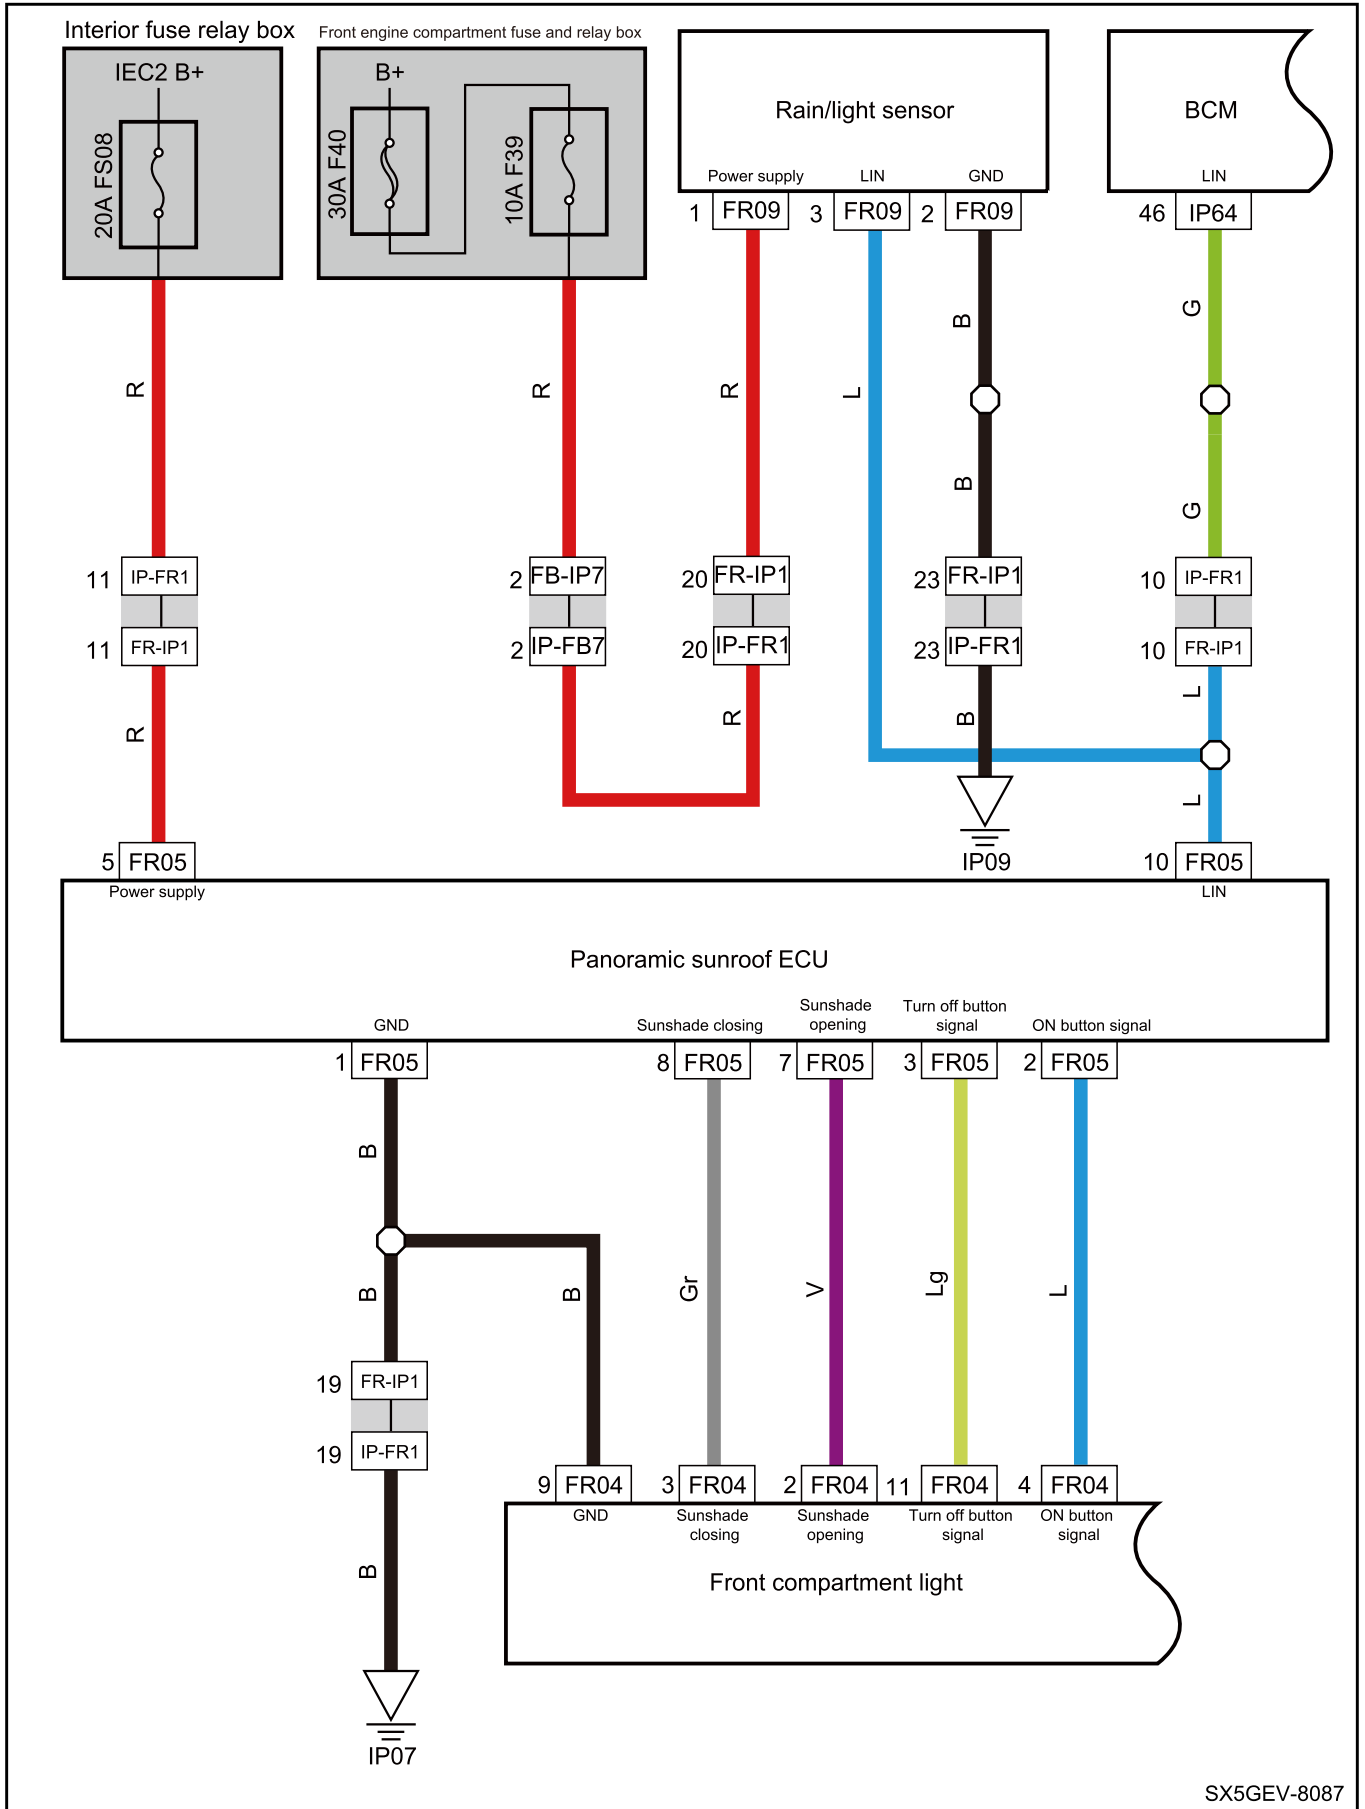 Interior fuse relay box
Front engine compartment fuse and relay box
IEC2 B+
20A FS08
B+
30A F40
10A F39
Rain/light sensor
Power supply
LIN
GND
BCM
LIN
1 FR09
3 FR09
2 FR09
46 IP64
R
R
R
L
B
G
B
G
11 IP-FR1
2 FB-IP7
20 FR-IP1
23 FR-IP1
10 IP-FR1
11 FR-IP1
2 IP-FB7
20 IP-FR1
23 IP-FR1
10 FR-IP1
R
R
B
L
L
IP09
5 FR05
10 FR05
Power supply
LIN
Panoramic sunroof ECU
GND
Sunshade closing
Sunshade
opening
Turn off button
signal
ON button signal
1 FR05
8 FR05
7 FR05
3 FR05
2 FR05
B
B
B
Gr
V
Lg
L
19 FR-IP1
19 IP-FR1
B
IP07
9 FR04
3 FR04
2 FR04
11 FR04
4 FR04
GND
Sunshade
closing
Sunshade
opening
Turn off button
signal
ON button
signal
Front compartment light
SX5GEV-8087